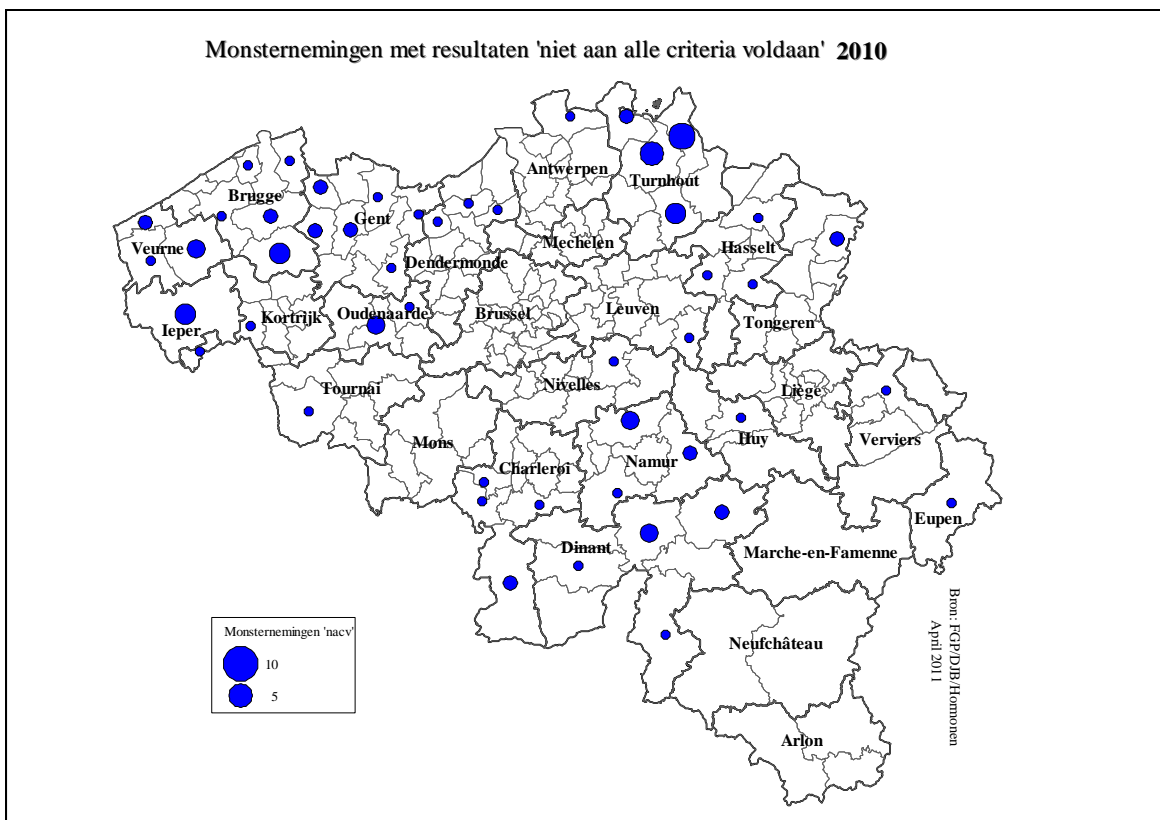 Monsternemingen met resultaten 'niet aan alle criteria voldaan' 2010
Antwerpen
Turnhout
Brugge
Gent
Mechelen
Hasselt
Veurne
Dendermonde
Leuven
Ieper
Kortrijk
Oudenaarde
Brussel
Tongeren
Tournai
Nivelles
Liège
Mons
Charleroi
Namur
Huy
Verviers
Eupen
Dinant
Marche-en-Famenne
Neufchâteau
Arlon
Monsternemingen 'nacv'
10
5
Bron: FGP/DJB/Hormonen
April 2011